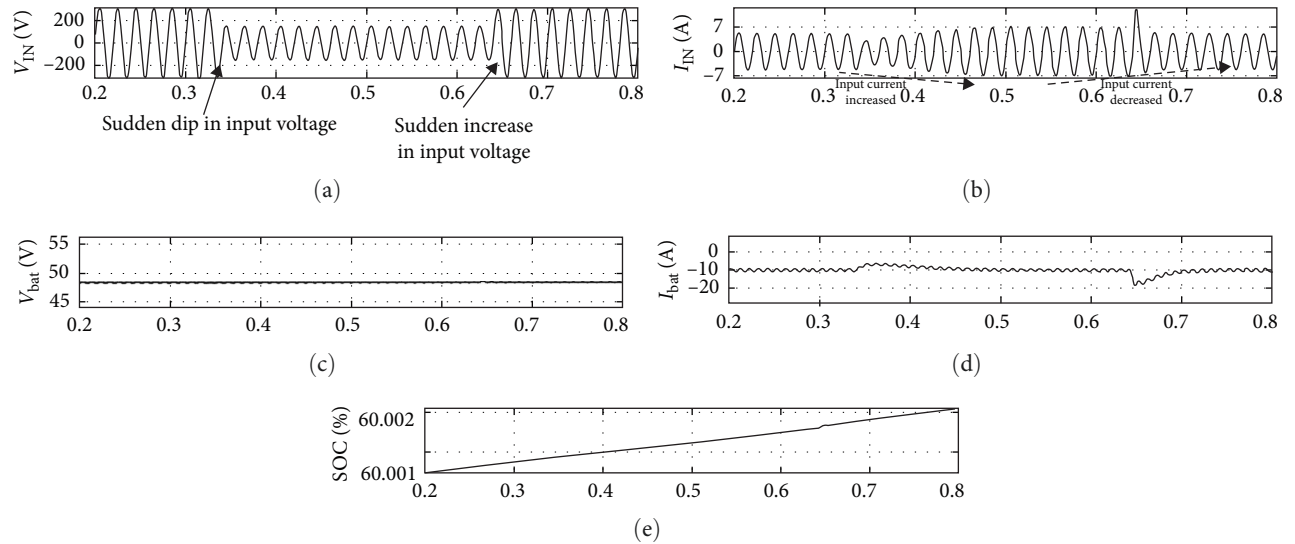 V_IN (V)
300
0
−200
0.2 0.3 0.4 0.5 0.6 0.7 0.8
Sudden dip in input voltage
Sudden increase
in input voltage
(a)
I_IN (A)
7
0
−7
Input current
increased
Input current
decreased
0.2 0.3 0.4 0.5 0.6 0.7 0.8
(b)
V_bat (V)
55
50
45
0.2 0.3 0.4 0.5 0.6 0.7 0.8
(c)
I_bat (A)
0
−10
−20
0.2 0.3 0.4 0.5 0.6 0.7 0.8
(d)
SOC (%)
60.002
60.001
0.2 0.3 0.4 0.5 0.6 0.7 0.8
(e)